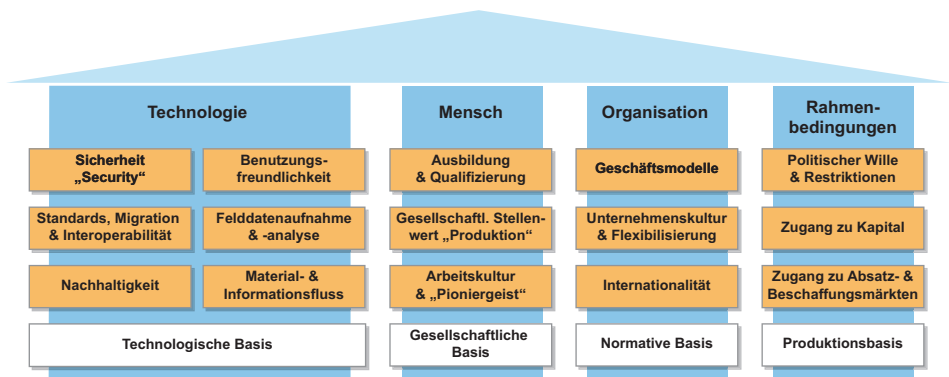 Technologie
Sicherheit
„Security“
Benutzungs-
freundlichkeit
Standards, Migration
& Interoperabilität
Felddatenaufnahme
& -analyse
Nachhaltigkeit
Material- &
Informationsfluss
Technologische Basis
Mensch
Ausbildung
& Qualifizierung
Gesellschaftl. Stellen-
wert „Produktion“
Arbeitskultur
& „Pioniergeist“
Gesellschaftliche
Basis
Organisation
Geschäftsmodelle
Unternehmenskultur
& Flexibilisierung
Internationalität
Normative Basis
Rahmen-
bedingungen
Politischer Wille
& Restriktionen
Zugang zu Kapital
Zugang zu Absatz- &
Beschaffungsmärkten
Produktionsbasis